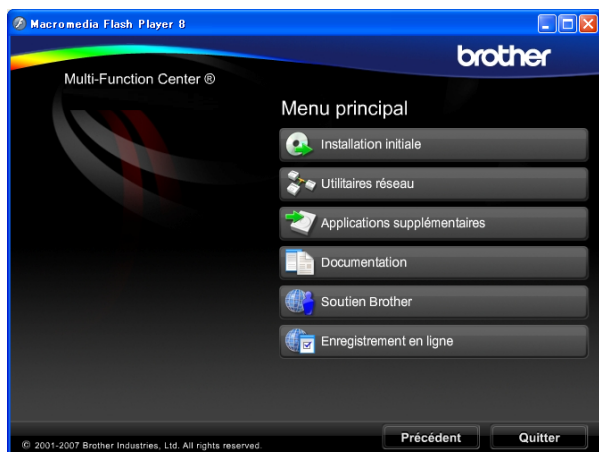 Macromedia Flash Player 8
brother
Multi-Function Center ®
Menu principal
Installation initiale
Utilitaires réseau
Applications supplémentaires
Documentation
Soutien Brother
Enregistrement en ligne
© 2001-2007 Brother Industries, Ltd. All rights reserved.
Précédent
Quitter